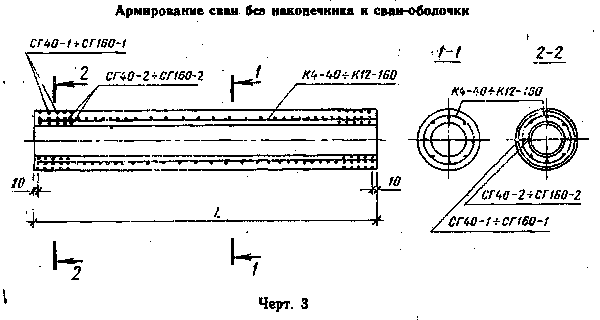 Армирование сваи без наконечника и сваи-оболочки
СГ40-1÷СГ160-1
2
СГ40-2÷СГ160-2
1
К4-40÷К12-160
1-1
2-2
К4-40÷К12-160
10
10
L
СГ40-2÷СГ160-2
СГ40-1÷СГ160-1
2
1
Черт. 3